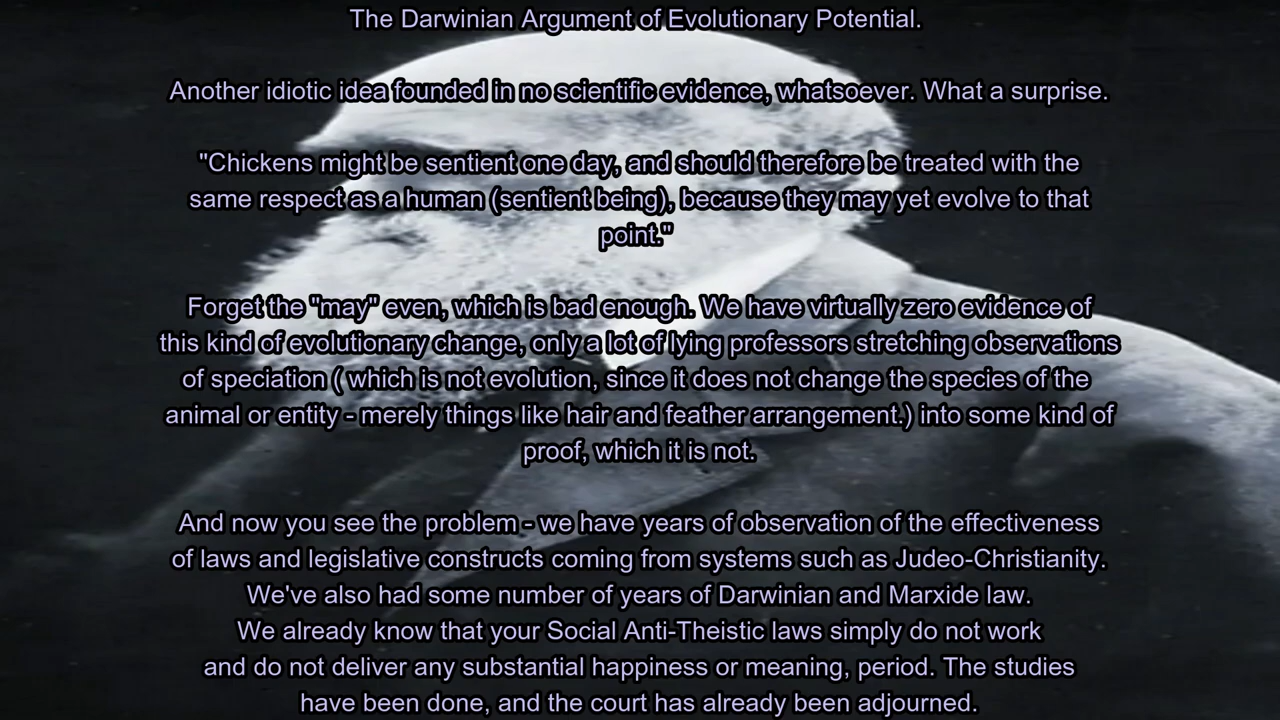 The Darwinian Argument of Evolutionary Potential.
Another idiotic idea founded in no scientific evidence, whatsoever. What a surprise.
"Chickens might be sentient one day, and should therefore be treated with the
same respect as a human (sentient being), because they may yet evolve to that
point."
Forget the "may" even, which is bad enough. We have virtually zero evidence of
this kind of evolutionary change, only a lot of lying professors stretching observations
of speciation ( which is not evolution, since it does not change the species of the
animal or entity - merely things like hair and feather arrangement.) into some kind of
proof, which it is not.
And now you see the problem - we have years of observation of the effectiveness
of laws and legislative constructs coming from systems such as Judeo-Christianity.
We've also had some number of years of Darwinian and Marxide law.
We already know that your Social Anti-Theistic laws simply do not work
and do not deliver any substantial happiness or meaning, period. The studies
have been done, and the court has already been adjourned.